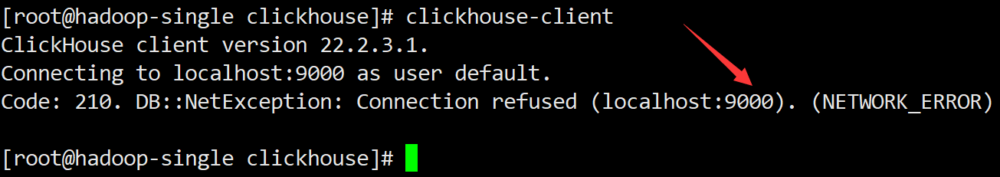 [root@hadoop-single clickhouse]# clickhouse-client
ClickHouse client version 22.2.3.1.
Connecting to localhost:9000 as user default.
Code: 210. DB::NetException: Connection refused (localhost:9000). (NETWORK_ERROR)
[root@hadoop-single clickhouse]#